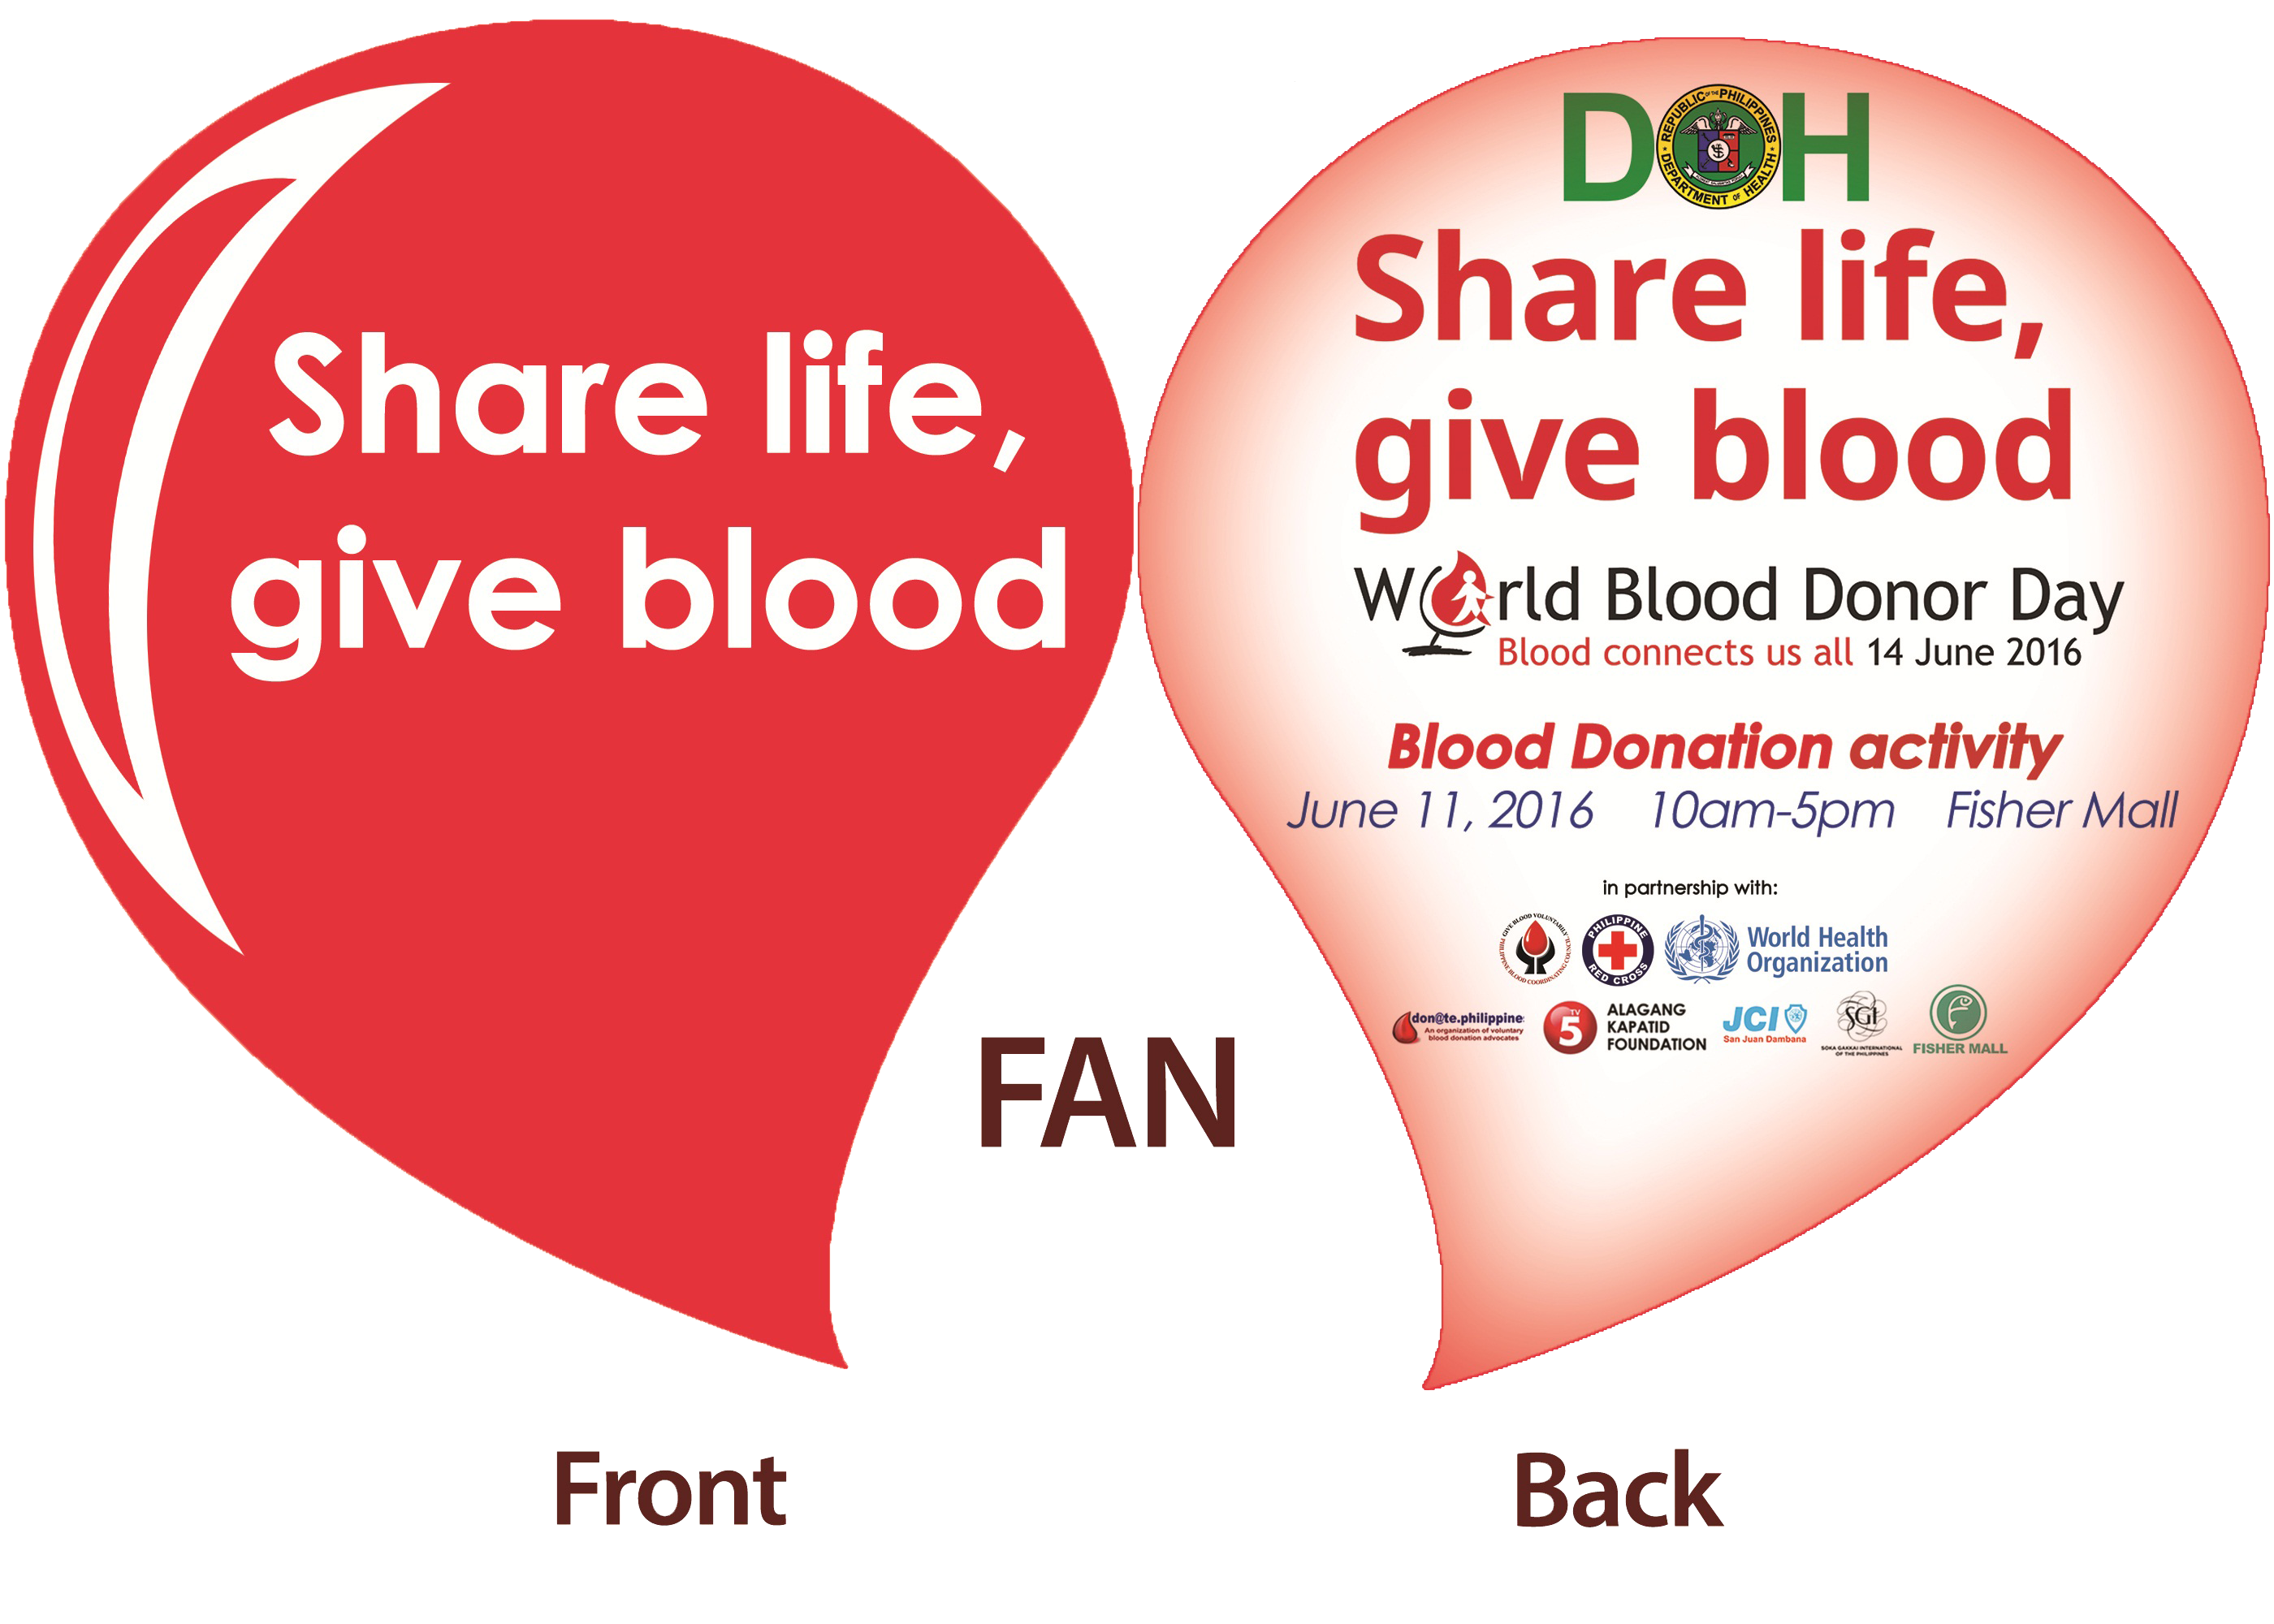 Share life,
give blood
DOH
REPUBLIC OF THE PHILIPPINES
DEPARTMENT OF HEALTH
Share life,
give blood
World Blood Donor Day
Blood connects us all 14 June 2016
Blood Donation activity
June 11, 2016 10am-5pm Fisher Mall
in partnership with:
GIVE BLOOD VOLUNTARILY
PHILIPPINE BLOOD COORDINATING COUNCIL
PHILIPPINE
RED CROSS
World Health
Organization
don@te.philippine
An organization of voluntary
blood donation advocates
TV
5
ALAGANG
KAPATID
FOUNDATION
JCI
San Juan Dambana
SGI
SOKA GAKKAI INTERNATIONAL
OF THE PHILIPPINES
FISHER MALL
FAN
Front
Back